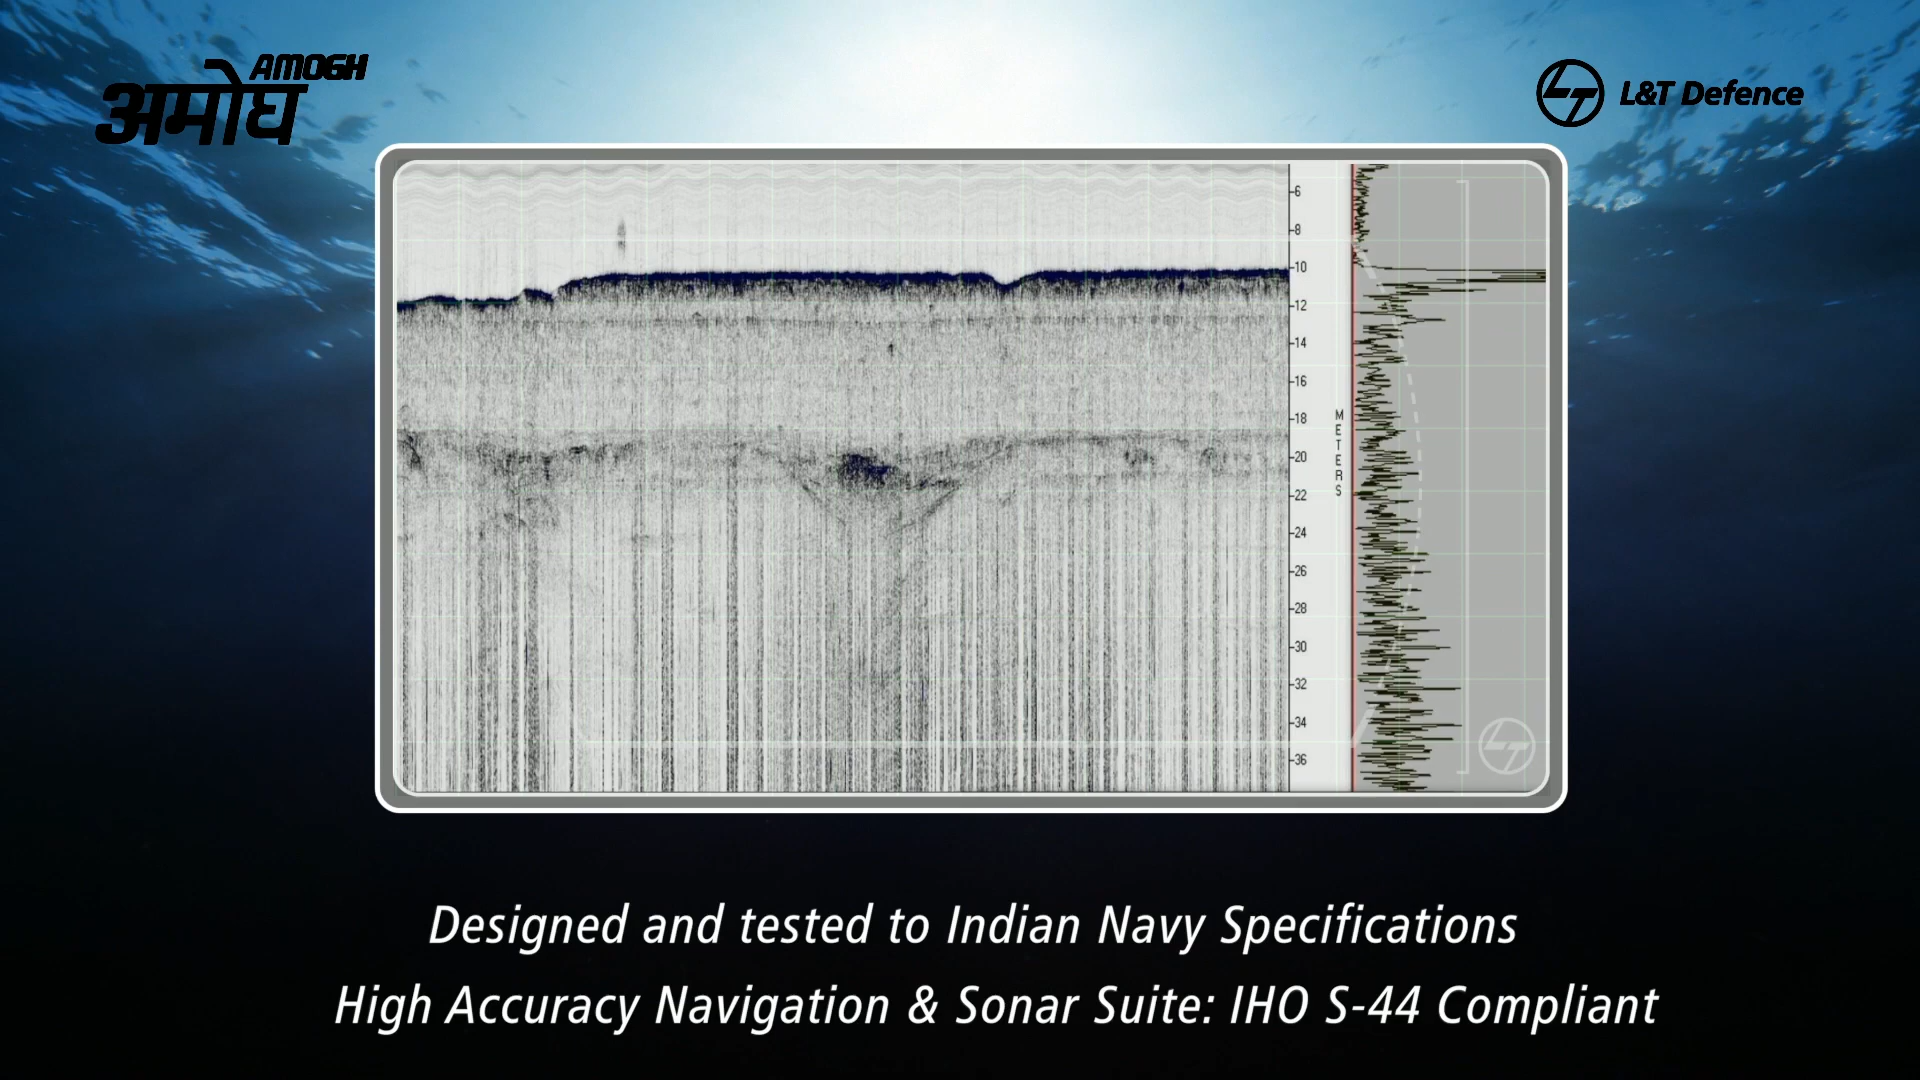 AMOGH
अमोघ
L&T Defence
6
8
10
12
14
16
18
METERS
20
22
24
26
28
30
32
34
36
Designed and tested to Indian Navy Specifications
High Accuracy Navigation & Sonar Suite: IHO S-44 Compliant